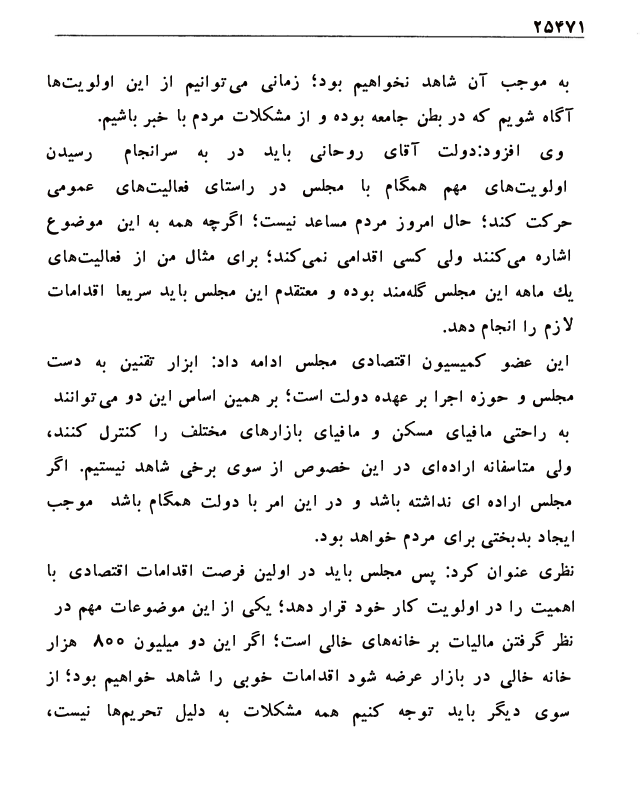 ۲۵۴۷۱
به موجب آن شاهد نخواهیم بود؛ زمانی می‌توانیم از این اولویت‌ها
آگاه شویم که در بطن جامعه بوده و از مشکلات مردم با خبر باشیم.
وی افزود:دولت آقای روحانی باید در به سرانجام رسیدن
اولویت‌های مهم همگام با مجلس در راستای فعالیت‌های عمومی
حرکت کند؛ حال امروز مردم مساعد نیست؛ اگرچه همه به این موضوع
اشاره می‌کنند ولی کسی اقدامی نمی‌کند؛ برای مثال من از فعالیت‌های
یك ماهه این مجلس گله‌مند بوده و معتقدم این مجلس باید سریعا اقدامات
لازم را انجام دهد.
این عضو کمیسیون اقتصادی مجلس ادامه داد: ابزار تقنین به دست
مجلس و حوزه اجرا بر عهده دولت است؛ بر همین اساس این دو می‌توانند
به راحتی مافیای مسکن و مافیای بازارهای مختلف را کنترل کنند،
ولی متاسفانه اراده‌ای در این خصوص از سوی برخی شاهد نیستیم. اگر
مجلس اراده ای نداشته باشد و در این امر با دولت همگام باشد موجب
ایجاد بدبختی برای مردم خواهد بود.
نظری عنوان کرد: پس مجلس باید در اولین فرصت اقدامات اقتصادی با
اهمیت را در اولویت کار خود قرار دهد؛ یکی از این موضوعات مهم در
نظر گرفتن مالیات بر خانه‌های خالی است؛ اگر این دو میلیون ۸۰۰ هزار
خانه خالی در بازار عرضه شود اقدامات خوبی را شاهد خواهیم بود؛ از
سوی دیگر باید توجه کنیم همه مشکلات به دلیل تحریم‌ها نیست،